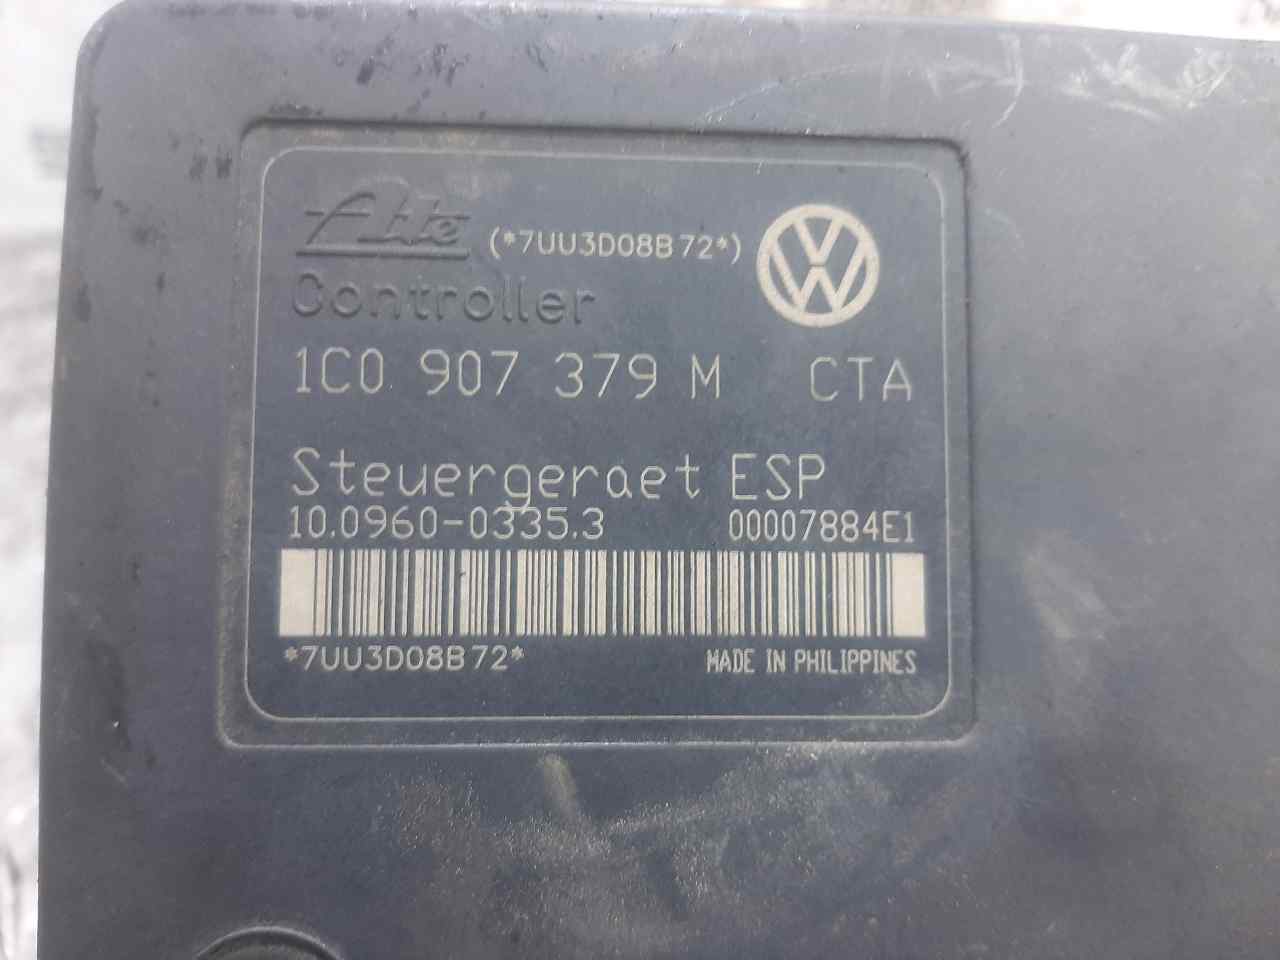 Ate (*7UU3D08B72*)
Controller
1C0 907 379 M CTA
Steuergeraet ESP
10.0960-0335.3 00007884E1
*7UU3D08B72* MADE IN PHILIPPINES